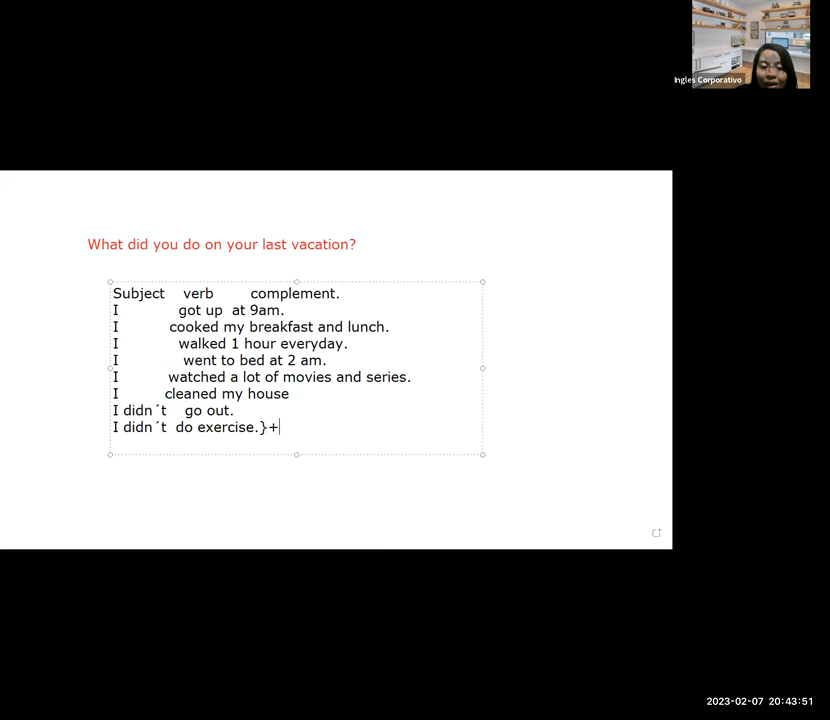 Ingles Corporativo
What did you do on your last vacation?
Subject verb complement.
I got up at 9am.
I cooked my breakfast and lunch.
I walked 1 hour everyday.
I went to bed at 2 am.
I watched a lot of movies and series.
I cleaned my house
I didn´t go out.
I didn´t do exercise.}+
2023-02-07 20:43:51